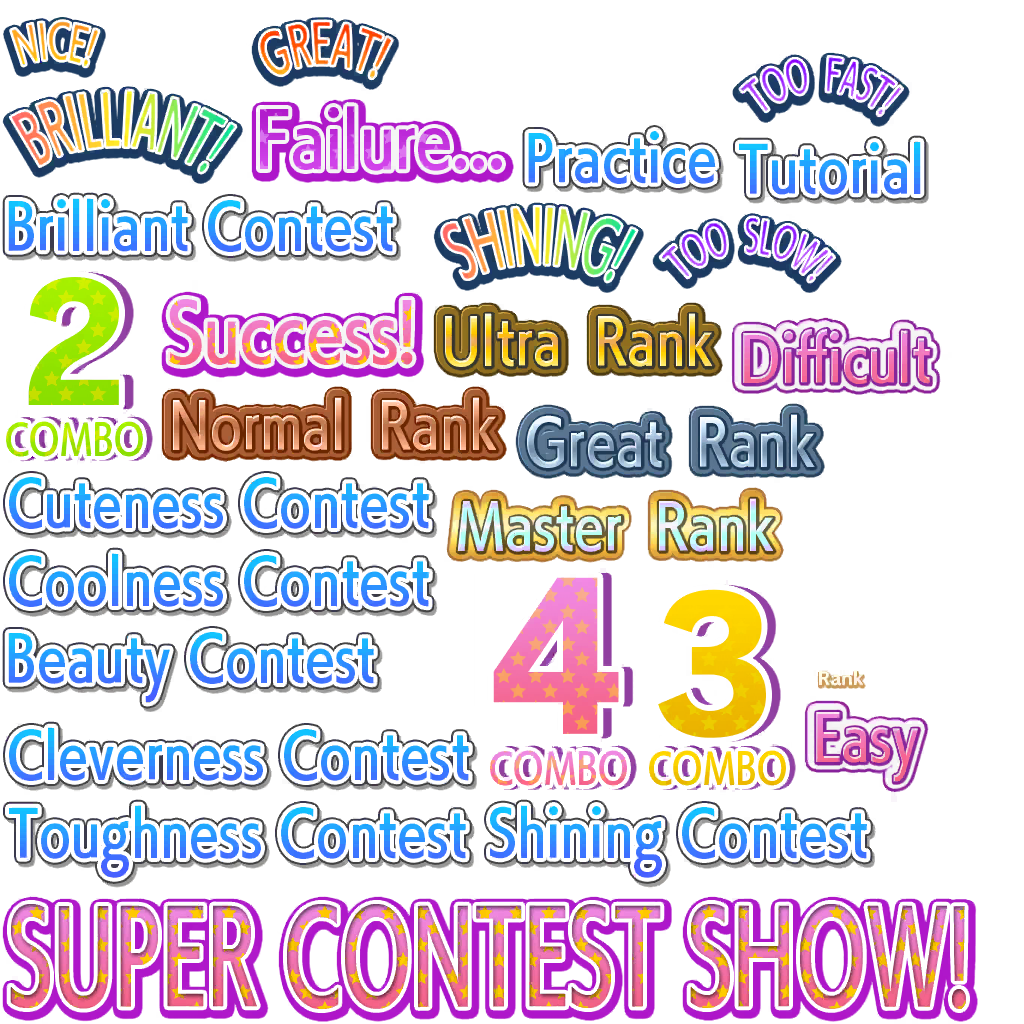 NICE!
GREAT!
TOO FAST!
BRILLIANT!
Failure...
Practice
Tutorial
Brilliant Contest
SHINING!
TOO SLOW!
2
COMBO
Success!
Ultra Rank
Difficult
Normal Rank
Great Rank
Cuteness Contest
Master Rank
Coolness Contest
4
COMBO
3
COMBO
Beauty Contest
Rank
Easy
Cleverness Contest
Toughness Contest
Shining Contest
SUPER CONTEST SHOW!